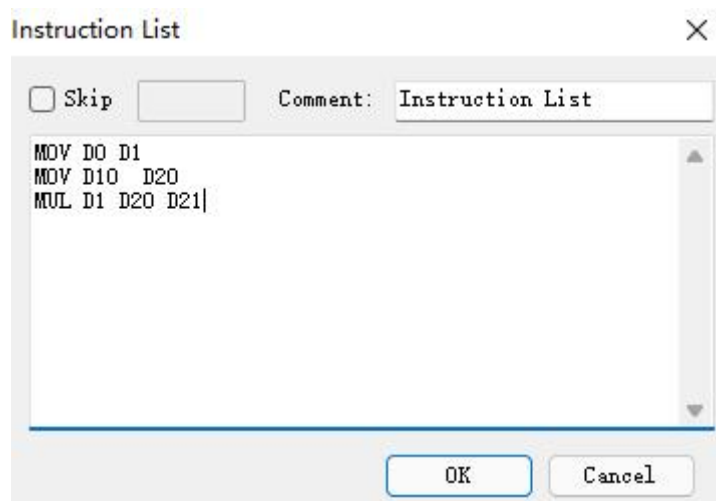 Instruction List
Skip Comment: Instruction List
MOV D0 D1
MOV D10  D20
MUL D1 D20 D21
OK Cancel